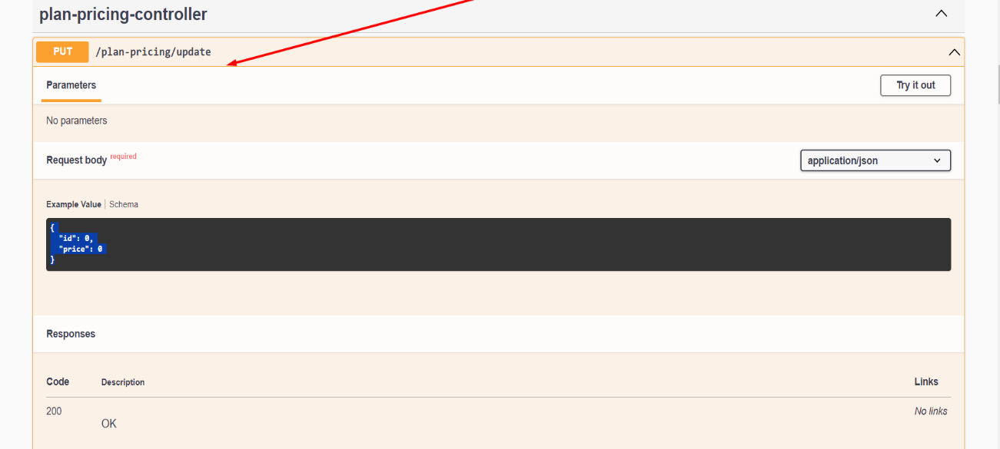 plan-pricing-controller
PUT /plan-pricing/update
Parameters Try it out
No parameters
Request body required application/json
Example Value Schema
{
"id": 0,
"price": 0
}
Responses
Code Description Links
200 No links
OK